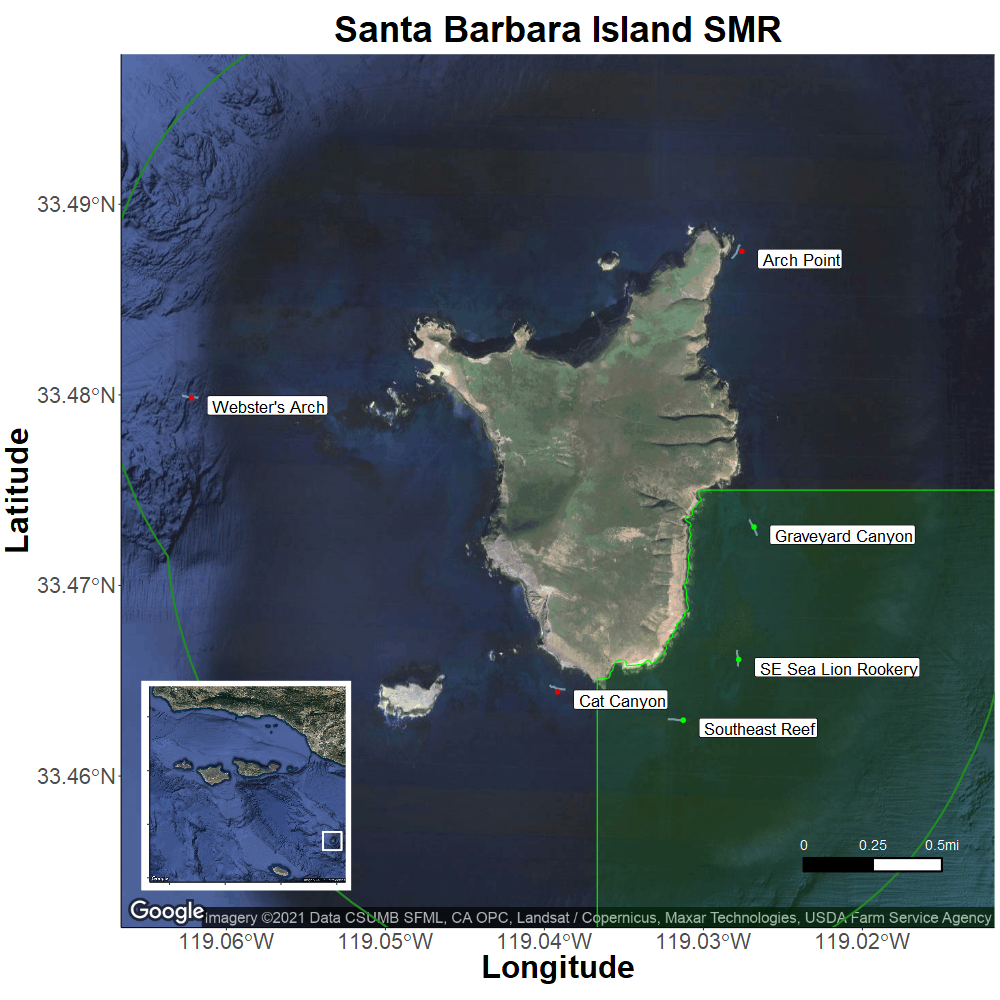 Santa Barbara Island SMR
33.49°N
Arch Point
33.48°N
Webster's Arch
Latitude
Graveyard Canyon
33.47°N
SE Sea Lion Rookery
Cat Canyon
Southeast Reef
33.46°N
0 0.25 0.5mi
Google
Imagery ©2021 Data CSUMB SFML, CA OPC, Landsat / Copernicus, Maxar Technologies, USDA Farm Service Agency
119.06°W 119.05°W 119.04°W 119.03°W 119.02°W
Longitude